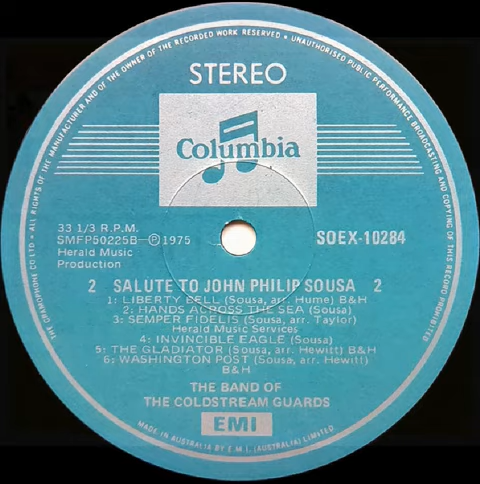 THE GRAMOPHONE CO LTD • ALL RIGHTS OF THE MANUFACTURER AND OF THE OWNER OF THE RECORDED WORK RESERVED • UNAUTHORISED PUBLIC PERFORMANCE BROADCASTING AND COPYING OF THIS RECORD PROHIBITED
STEREO
Columbia
33 1/3 R.P.M.
SMFP50225B—Ⓟ1975
SOEX-10284
Herald Music
Production
2 SALUTE TO JOHN PHILIP SOUSA 2
1: LIBERTY BELL (Sousa, arr. Hume) B&H
2: HANDS ACROSS THE SEA (Sousa)
3: SEMPER FIDELIS (Sousa, arr. Taylor)
Herald Music Services
4: INVINCIBLE EAGLE (Sousa)
5: THE GLADIATOR (Sousa, arr. Hewitt) B&H
6: WASHINGTON POST (Sousa, arr. Hewitt)
B&H
THE BAND OF
THE COLDSTREAM GUARDS
EMI
MADE IN AUSTRALIA BY E.M.I. (AUSTRALIA) LIMITED